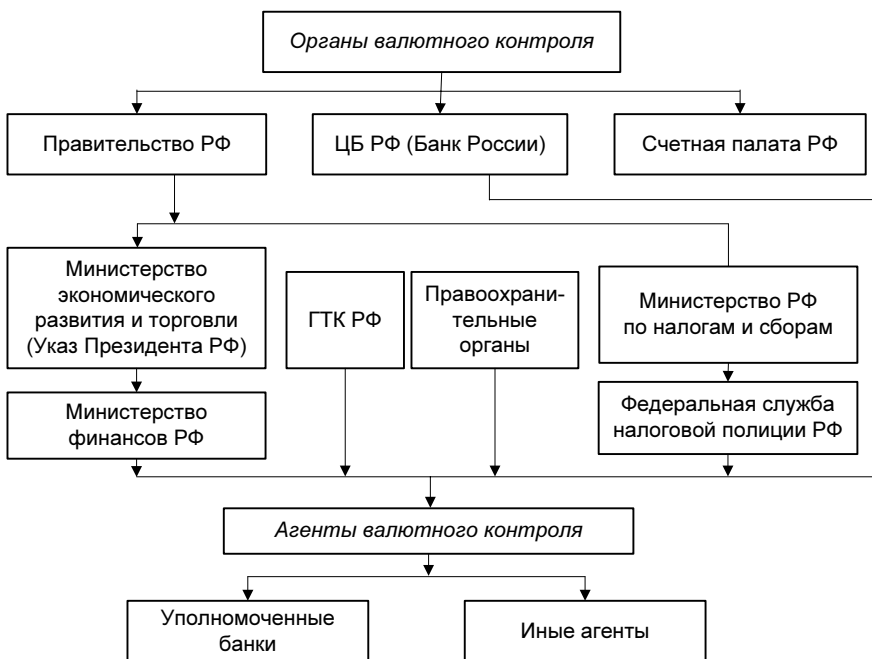 Органы валютного контроля
Правительство РФ
ЦБ РФ (Банк России)
Счетная палата РФ
Министерство
экономического
развития и торговли
(Указ Президента РФ)
ГТК РФ
Правоохрани-
тельные
органы
Министерство РФ
по налогам и сборам
Министерство
финансов РФ
Федеральная служба
налоговой полиции РФ
Агенты валютного контроля
Уполномоченные
банки
Иные агенты